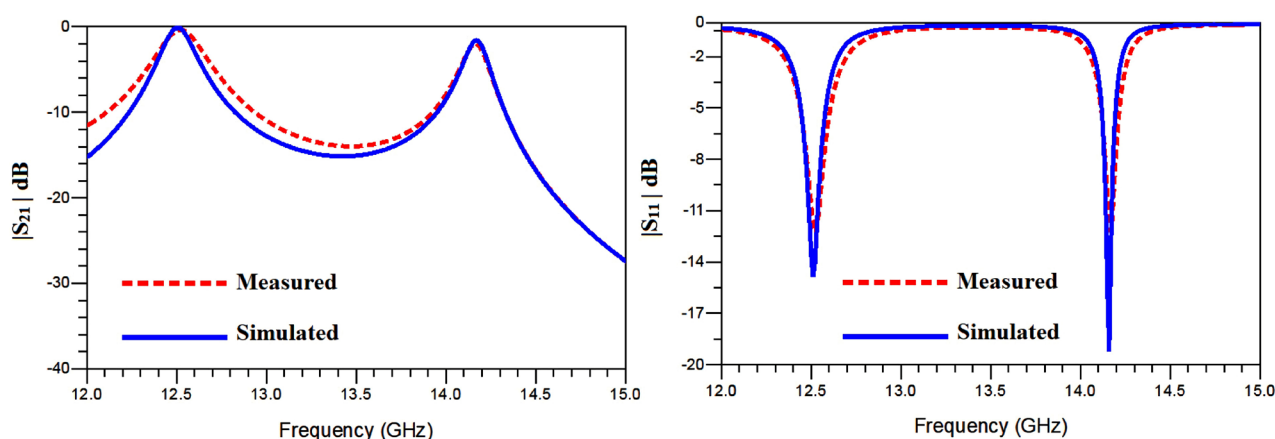 |S21| dB
0
-10
-20
-30
-40
12.0 12.5 13.0 13.5 14.0 14.5 15.0
Frequency (GHz)
Measured
Simulated
|S11| dB
0
-2
-5
-8
-11
-14
-17
-20
12.0 12.5 13.0 13.5 14.0 14.5 15.0
Frequency (GHz)
Measured
Simulated